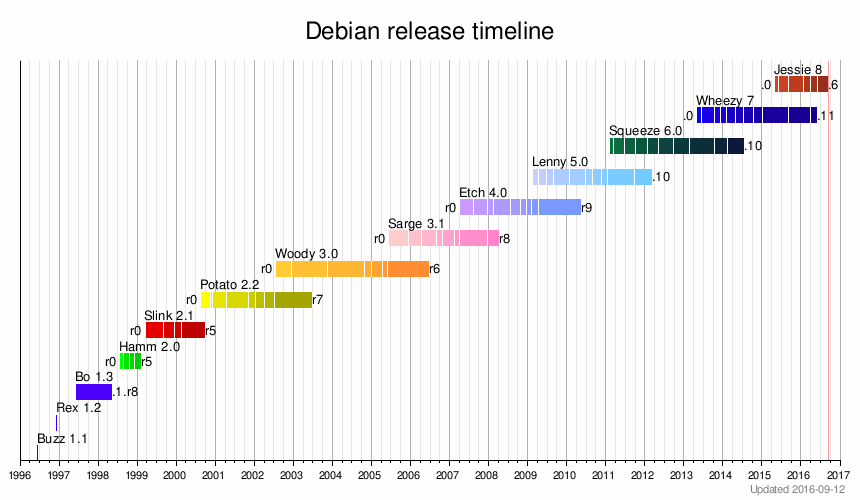 Debian release timeline
Jessie 8
.0 .6
Wheezy 7
.0 .11
Squeeze 6.0
.10
Lenny 5.0
.10
Etch 4.0
r0 r9
Sarge 3.1
r0 r8
Woody 3.0
r0 r6
Potato 2.2
r0 r7
Slink 2.1
r0 r5
Hamm 2.0
r0 r5
Bo 1.3
.1.r8
Rex 1.2
Buzz 1.1
1996 1997 1998 1999 2000 2001 2002 2003 2004 2005 2006 2007 2008 2009 2010 2011 2012 2013 2014 2015 2016 2017
Updated 2016-09-12